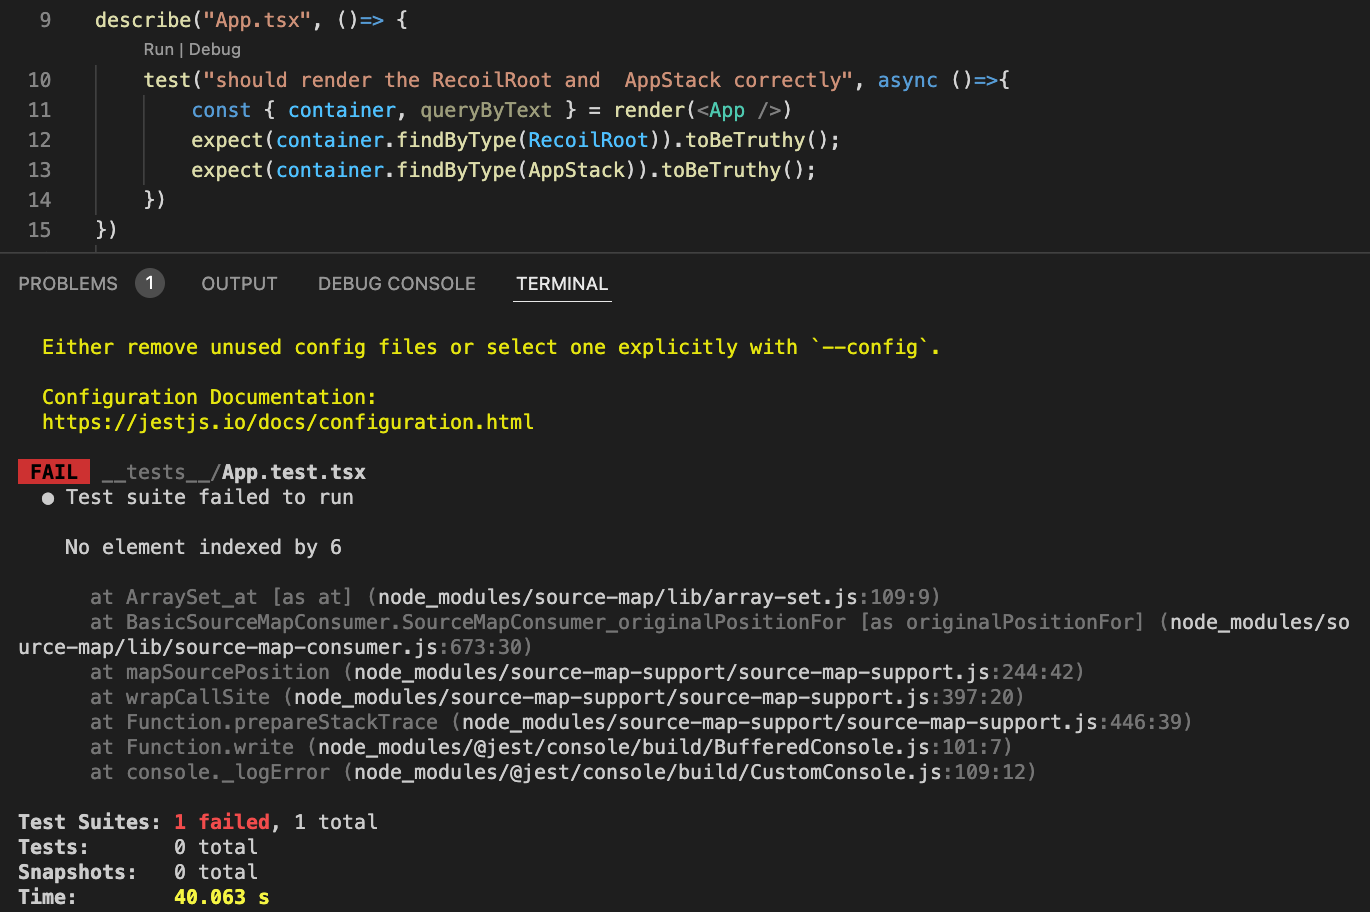 9 describe("App.tsx", ()=> {
Run | Debug
10 test("should render the RecoilRoot and  AppStack correctly", async ()=>{
11 const { container, queryByText } = render(<App />)
12 expect(container.findByType(RecoilRoot)).toBeTruthy();
13 expect(container.findByType(AppStack)).toBeTruthy();
14 })
15 })
PROBLEMS 1 OUTPUT DEBUG CONSOLE TERMINAL
Either remove unused config files or select one explicitly with `--config`.
Configuration Documentation:
https://jestjs.io/docs/configuration.html
FAIL __tests__/App.test.tsx
● Test suite failed to run
No element indexed by 6
at ArraySet_at [as at] (node_modules/source-map/lib/array-set.js:109:9)
at BasicSourceMapConsumer.SourceMapConsumer_originalPositionFor [as originalPositionFor] (node_modules/so
urce-map/lib/source-map-consumer.js:673:30)
at mapSourcePosition (node_modules/source-map-support/source-map-support.js:244:42)
at wrapCallSite (node_modules/source-map-support/source-map-support.js:397:20)
at Function.prepareStackTrace (node_modules/source-map-support/source-map-support.js:446:39)
at Function.write (node_modules/@jest/console/build/BufferedConsole.js:101:7)
at console._logError (node_modules/@jest/console/build/CustomConsole.js:109:12)
Test Suites: 1 failed, 1 total
Tests: 0 total
Snapshots: 0 total
Time: 40.063 s